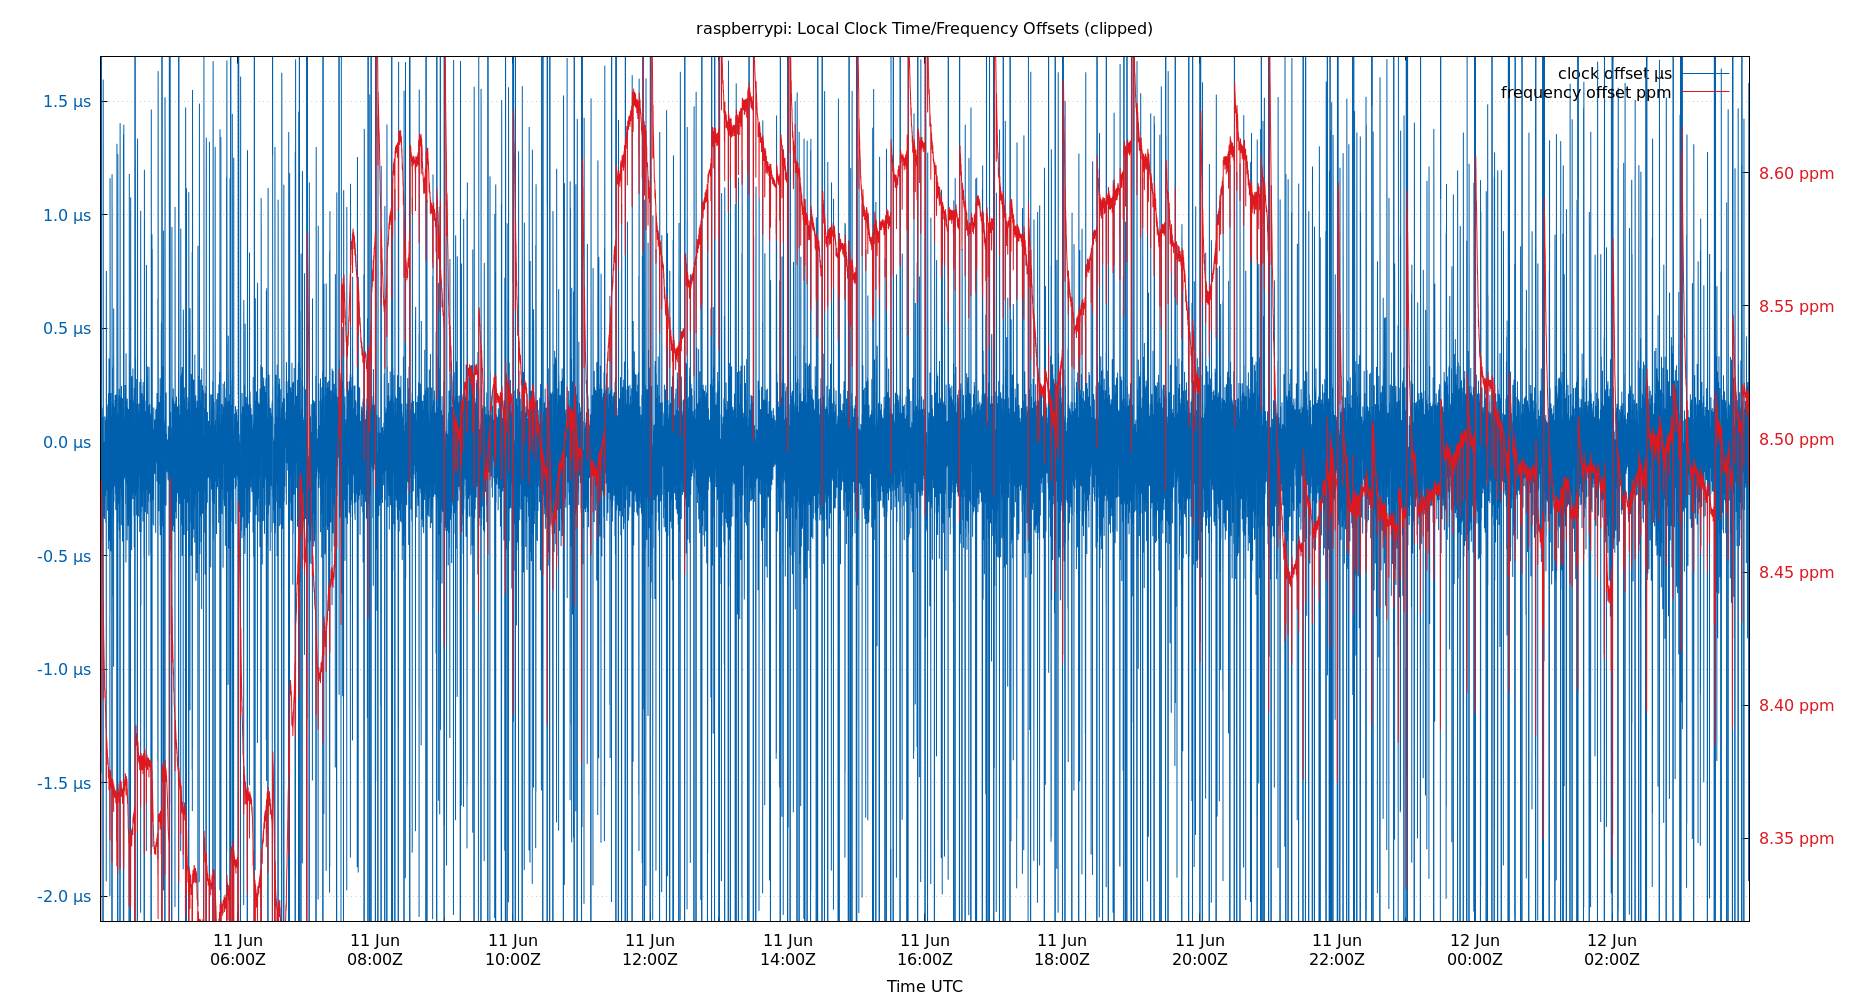 raspberrypi: Local Clock Time/Frequency Offsets (clipped)
clock offset µs
frequency offset ppm
1.5 µs
1.0 µs
0.5 µs
0.0 µs
-0.5 µs
-1.0 µs
-1.5 µs
-2.0 µs
8.60 ppm
8.55 ppm
8.50 ppm
8.45 ppm
8.40 ppm
8.35 ppm
11 Jun 11 Jun 11 Jun 11 Jun 11 Jun 11 Jun 11 Jun 11 Jun 11 Jun 12 Jun 12 Jun
06:00Z 08:00Z 10:00Z 12:00Z 14:00Z 16:00Z 18:00Z 20:00Z 22:00Z 00:00Z 02:00Z
Time UTC